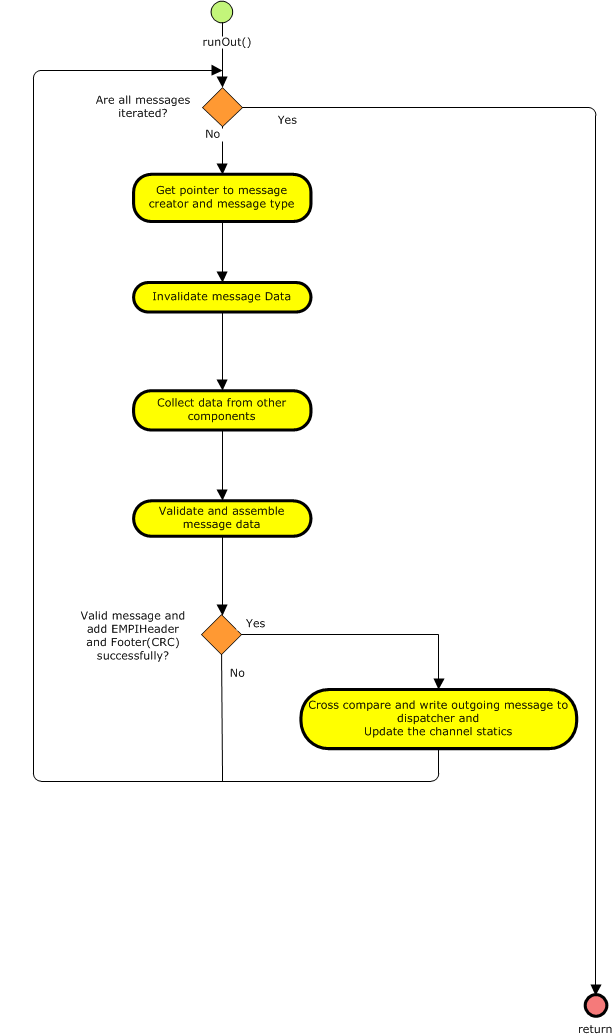 runOut()
Are all messages
iterated?
Yes
No
Get pointer to message
creator and message type
Invalidate message Data
Collect data from other
components
Validate and assemble
message data
Valid message and
add EMPIHeader
and Footer(CRC)
successfully?
Yes
No
Cross compare and write outgoing message to
dispatcher and
Update the channel statics
return